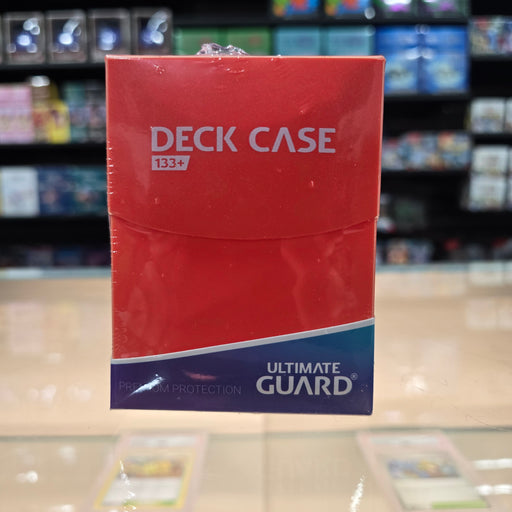 DECK CASE
133+
ULTIMATE
GUARD®
PREMIUM PROTECTION